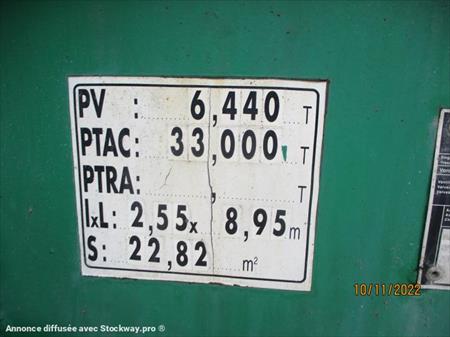 PV : 6,440 T
PTAC: 33,000 T
PTRA: , T
lxL: 2,55x 8,95m
S: 22,82 m²
10/11/2022
Annonce diffusée avec Stockway.pro ®